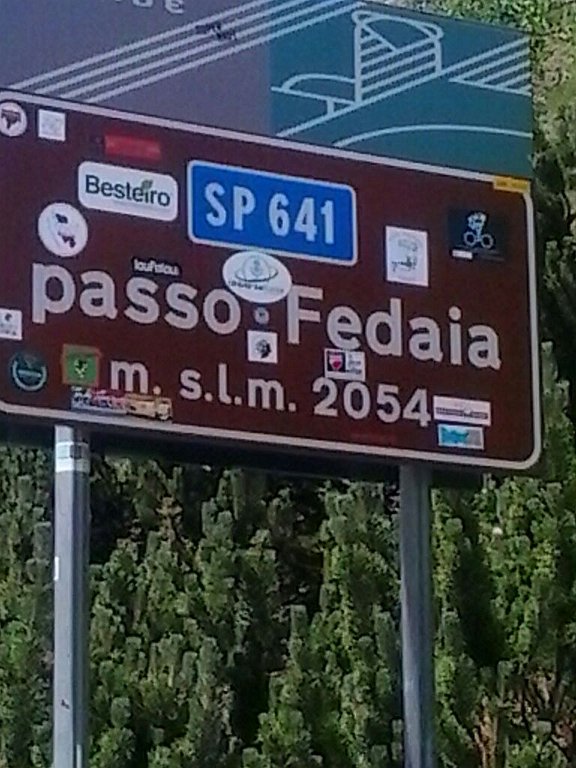 Besteiro
SP 641
passo Fedaia
m. s.l.m. 2054